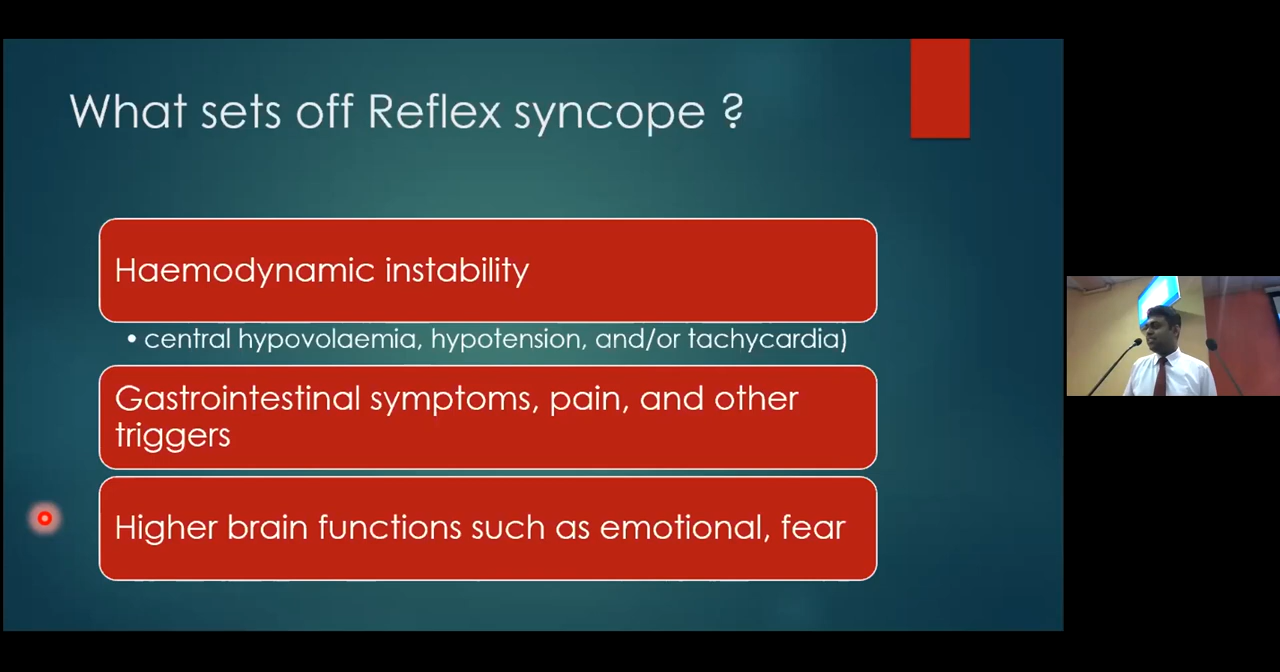 What sets off Reflex syncope ?
Haemodynamic instability
• central hypovolaemia, hypotension, and/or tachycardia)
Gastrointestinal symptoms, pain, and other
triggers
Higher brain functions such as emotional, fear